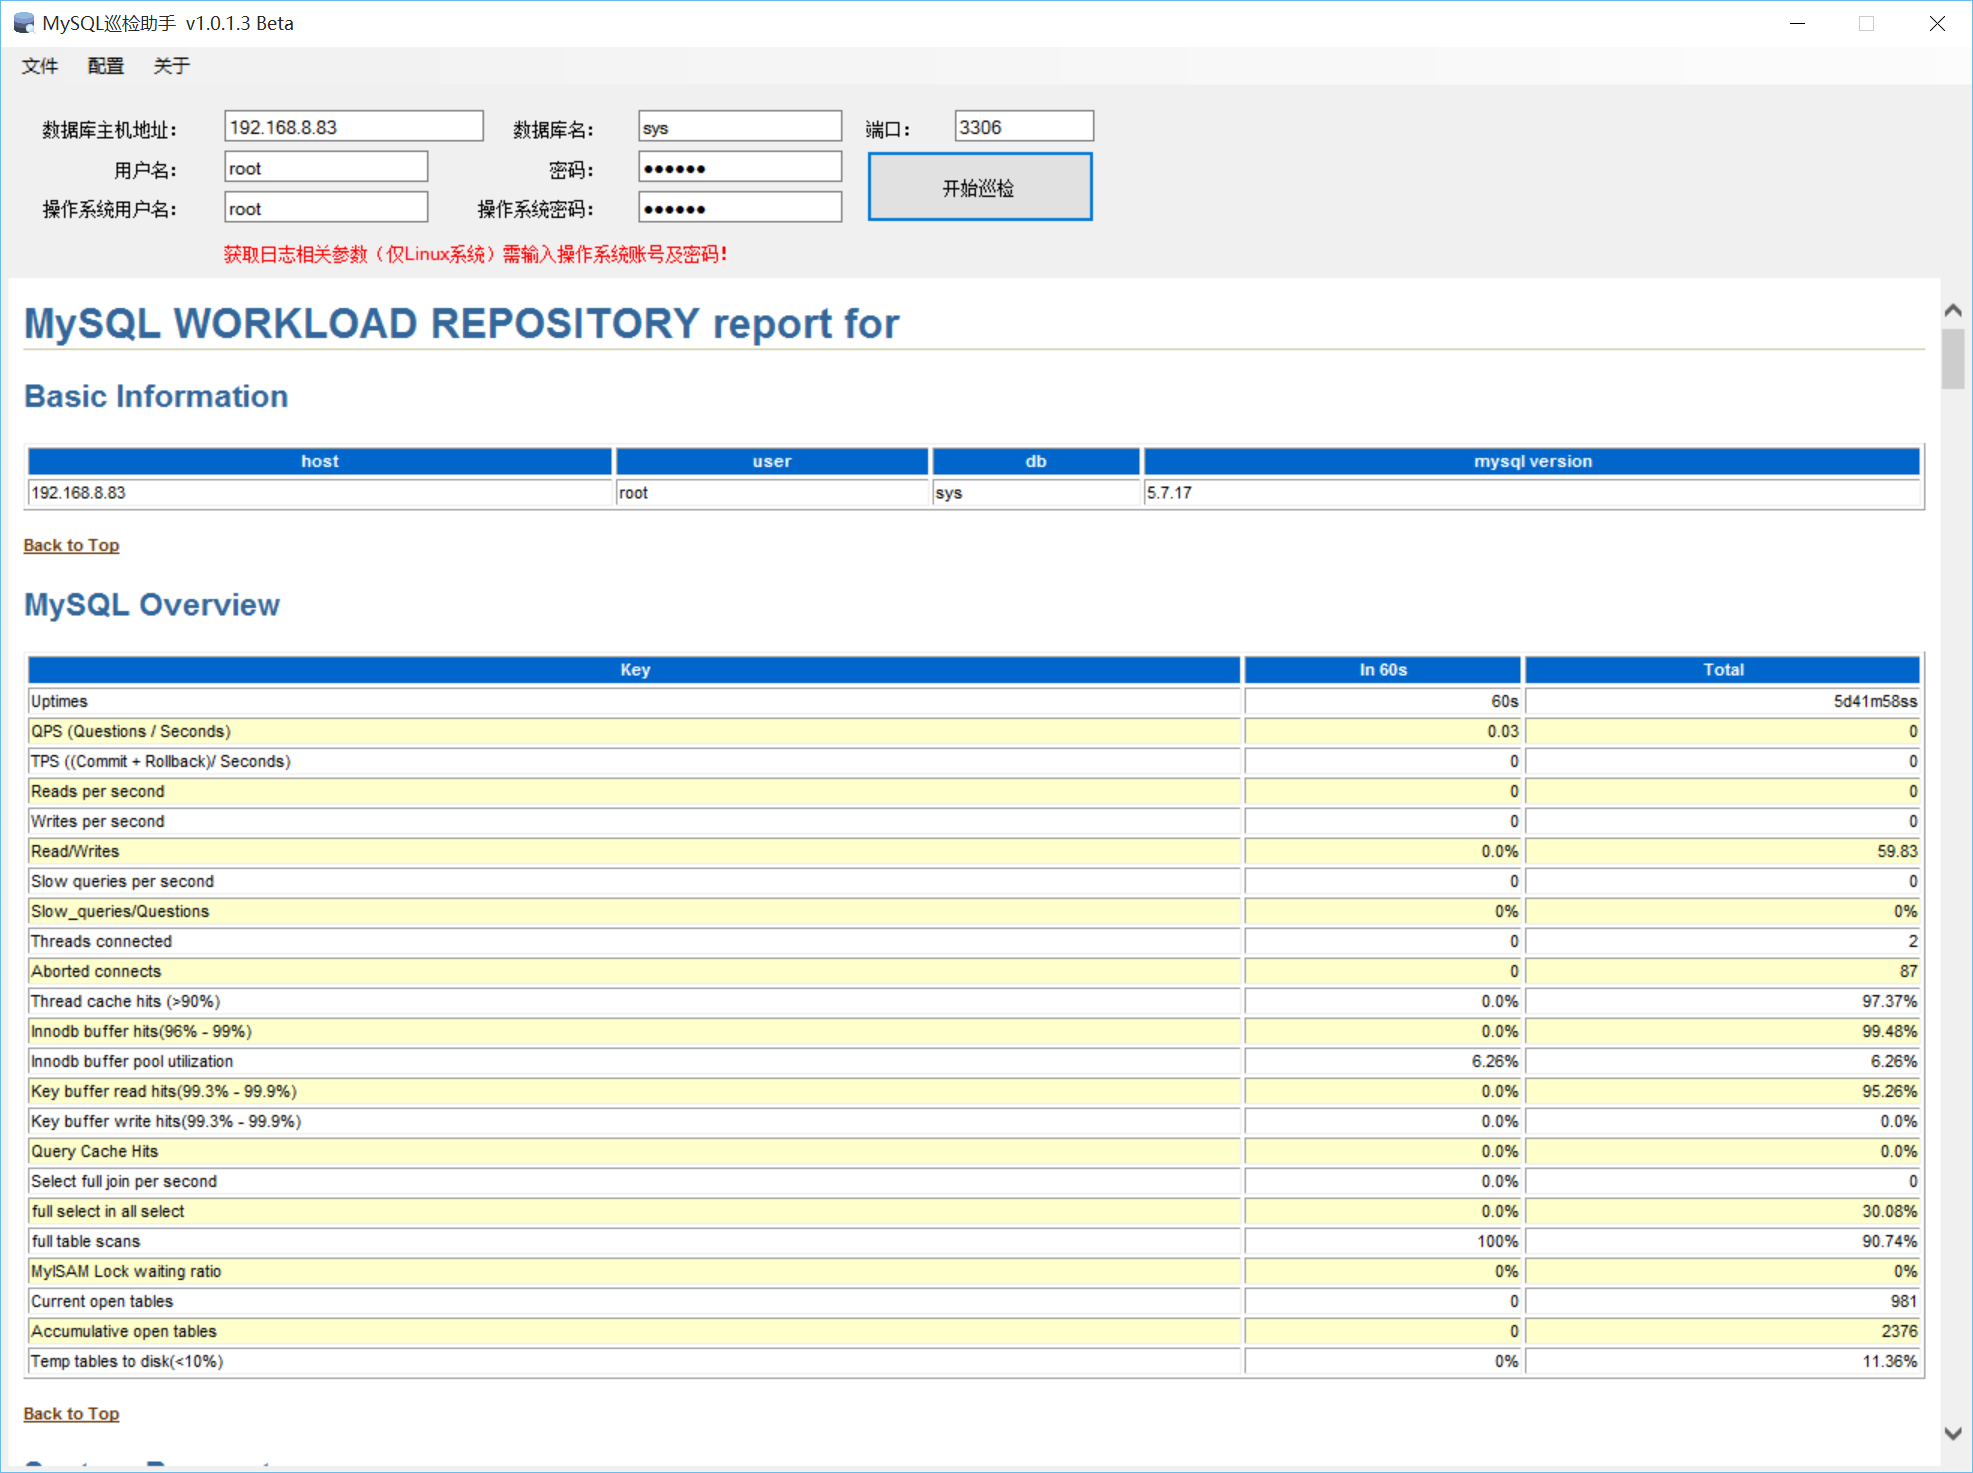 MySQL巡检助手 v1.0.1.3 Beta
文件 配置 关于
数据库主机地址： 192.168.8.83 数据库名： sys 端口： 3306
用户名： root 密码： ●●●●●● 开始巡检
操作系统用户名： root 操作系统密码： ●●●●●●
获取日志相关参数（仅Linux系统）需输入操作系统账号及密码！
MySQL WORKLOAD REPOSITORY report for
Basic Information
host user db mysql version
192.168.8.83 root sys 5.7.17
Back to Top
MySQL Overview
Key In 60s Total
Uptimes 60s 5d41m58ss
QPS (Questions / Seconds) 0.03 0
TPS ((Commit + Rollback)/ Seconds) 0 0
Reads per second 0 0
Writes per second 0 0
Read/Writes 0.0% 59.83
Slow queries per second 0 0
Slow_queries/Questions 0% 0%
Threads connected 0 2
Aborted connects 0 87
Thread cache hits (>90%) 0.0% 97.37%
Innodb buffer hits(96% - 99%) 0.0% 99.48%
Innodb buffer pool utilization 6.26% 6.26%
Key buffer read hits(99.3% - 99.9%) 0.0% 95.26%
Key buffer write hits(99.3% - 99.9%) 0.0% 0.0%
Query Cache Hits 0.0% 0.0%
Select full join per second 0.0% 0
full select in all select 0.0% 30.08%
full table scans 100% 90.74%
MyISAM Lock waiting ratio 0% 0%
Current open tables 0 981
Accumulative open tables 0 2376
Temp tables to disk(<10%) 0% 11.36%
Back to Top